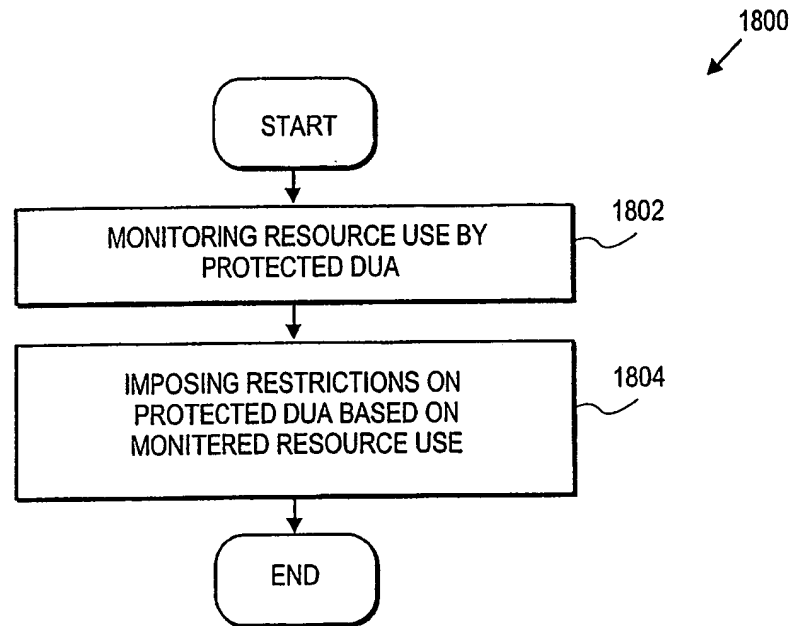 1800
START
MONITORING RESOURCE USE BY
PROTECTED DUA
1802
IMPOSING RESTRICTIONS ON
PROTECTED DUA BASED ON
MONITERED RESOURCE USE
1804
END